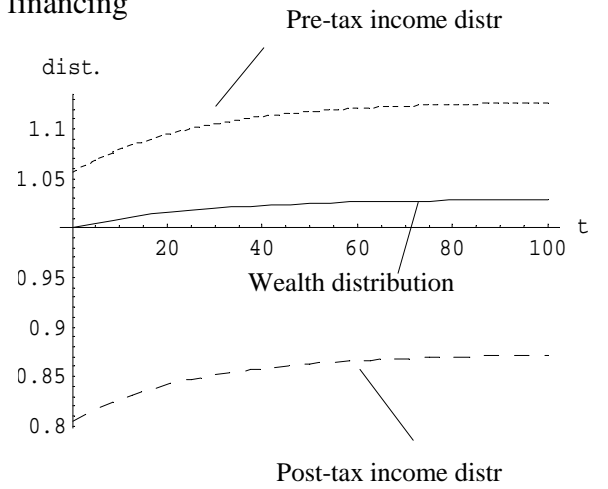 financing
Pre-tax income distr
dist.
1.1
1.05
t
20 40 60 80 100
0.95
Wealth distribution
0.9
0.85
0.8
Post-tax income distr